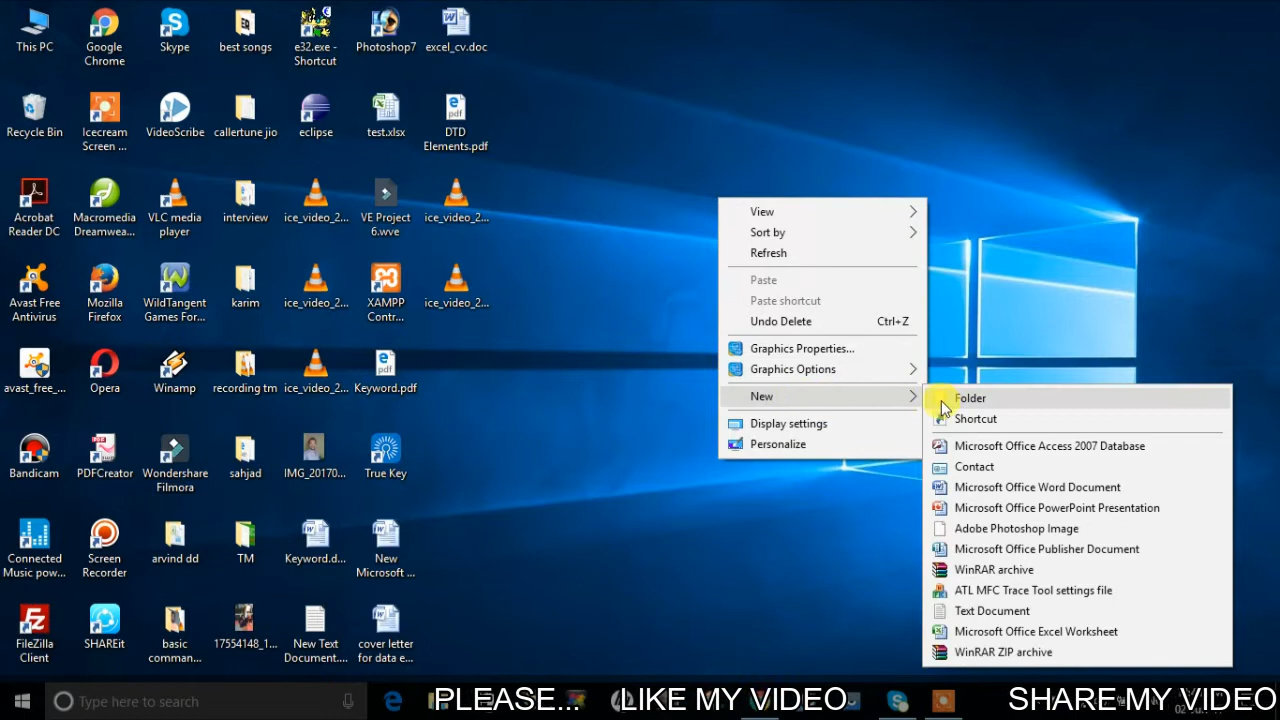 This PC
Google
Chrome
Skype
best songs
e32.exe -
Shortcut
Photoshop7
excel_cv.doc
Recycle Bin
Icecream
Screen ...
VideoScribe
callertune jio
eclipse
test.xlsx
DTD
Elements.pdf
Acrobat
Reader DC
Macromedia
Dreamwea...
VLC media
player
interview
ice_video_2...
VE Project
6.wve
ice_video_2...
Avast Free
Antivirus
Mozilla
Firefox
WildTangent
Games For...
karim
ice_video_2...
XAMPP
Contr...
ice_video_2...
avast_free_...
Opera
Winamp
recording tm
ice_video_2...
Keyword.pdf
Bandicam
PDFCreator
Wondershare
Filmora
sahjad
IMG_20170...
True Key
Connected
Music pow...
Screen
Recorder
arvind dd
TM
Keyword.d...
New
Microsoft ...
FileZilla
Client
SHAREit
basic
comman...
17554148_1...
New Text
Document....
cover letter
for data e...
View
Sort by
Refresh
Paste
Paste shortcut
Undo Delete Ctrl+Z
Graphics Properties...
Graphics Options
New
Display settings
Personalize
Folder
Shortcut
Microsoft Office Access 2007 Database
Contact
Microsoft Office Word Document
Microsoft Office PowerPoint Presentation
Adobe Photoshop Image
Microsoft Office Publisher Document
WinRAR archive
ATL MFC Trace Tool settings file
Text Document
Microsoft Office Excel Worksheet
WinRAR ZIP archive
Type here to search
PLEASE... LIKE MY VIDEO SHARE MY VIDEO